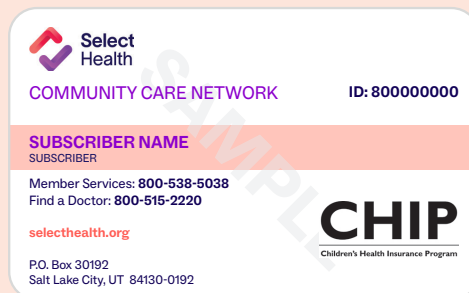 Select
Health
COMMUNITY CARE NETWORK
ID: 800000000
SUBSCRIBER NAME
SUBSCRIBER
Member Services: 800-538-5038
Find a Doctor: 800-515-2220
selecthealth.org
P.O. Box 30192
Salt Lake City, UT 84130-0192
CHIP
Children's Health Insurance Program
SAMPLE